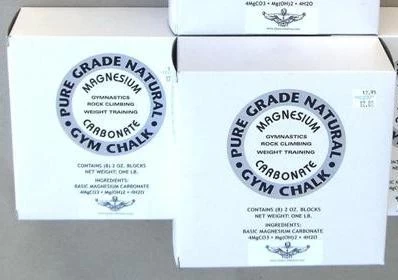 4MgCO3 • Mg(OH)2 • 4H2O
PURE GRADE NATURAL
MAGNESIUM
GYMNASTICS
ROCK CLIMBING
WEIGHT TRAINING
CARBONATE
• GYM CHALK •
CONTAINS (8) 2 OZ. BLOCKS
NET WEIGHT: ONE LB.
INGREDIENTS:
BASIC MAGNESIUM CARBONATE
4MgCO3 • Mg(OH)2 • 4H2O
12.95
PURE GRADE NATURAL
MAGNESIUM
GYMNASTICS
ROCK CLIMBING
WEIGHT TRAINING
CARBONATE
• GYM CHALK •
CONTAINS (8) 2 OZ. BLOCKS
NET WEIGHT: ONE LB.
INGREDIENTS:
BASIC MAGNESIUM CARBONATE
4MgCO3 • Mg(OH)2 • 4H2O